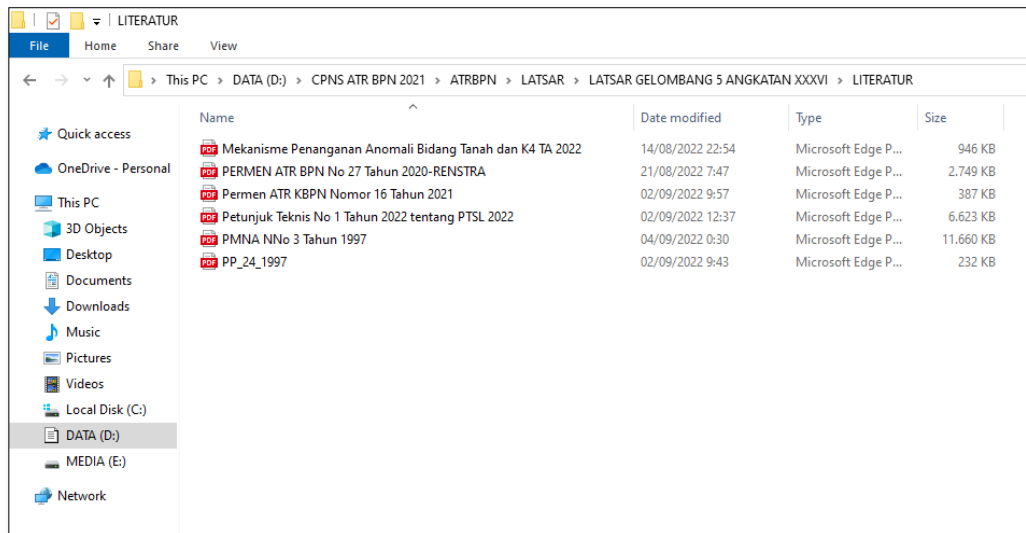 LITERATUR
File Home Share View
This PC > DATA (D:) > CPNS ATR BPN 2021 > ATRBPN > LATSAR > LATSAR GELOMBANG 5 ANGKATAN XXXVI > LITERATUR
Name Date modified Type Size
Quick access
OneDrive - Personal
This PC
3D Objects
Desktop
Documents
Downloads
Music
Pictures
Videos
Local Disk (C:)
DATA (D:)
MEDIA (E:)
Network
PDF Mekanisme Penanganan Anomali Bidang Tanah dan K4 TA 2022 14/08/2022 22:54 Microsoft Edge P... 946 KB
PDF PERMEN ATR BPN No 27 Tahun 2020-RENSTRA 21/08/2022 7:47 Microsoft Edge P... 2.749 KB
PDF Permen ATR KBPN Nomor 16 Tahun 2021 02/09/2022 9:57 Microsoft Edge P... 387 KB
PDF Petunjuk Teknis No 1 Tahun 2022 tentang PTSL 2022 02/09/2022 12:37 Microsoft Edge P... 6.623 KB
PDF PMNA NNo 3 Tahun 1997 04/09/2022 0:30 Microsoft Edge P... 11.660 KB
PDF PP_24_1997 02/09/2022 9:43 Microsoft Edge P... 232 KB